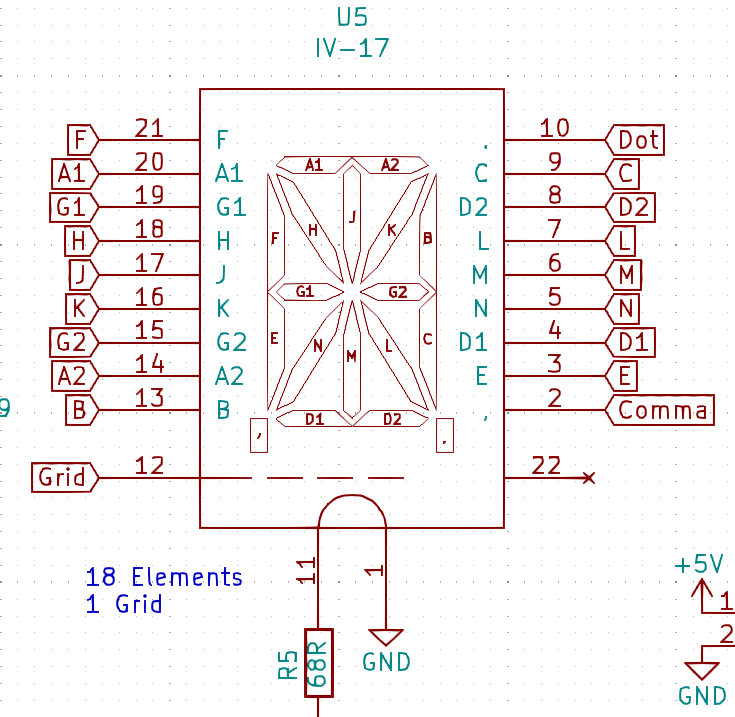 U5
IV-17
F 21 F . 10 Dot
A1 20 A1 C 9 C
G1 19 G1 D2 8 D2
H 18 H L 7 L
J 17 J M 6 M
K 16 K N 5 N
G2 15 G2 D1 4 D1
A2 14 A2 E 3 E
B 13 B , 2 Comma
A1 A2
J
H K
F B
G1 G2
E N M L C
D1 D2
, .
9
Grid 12 22
11 1
18 Elements
1 Grid
R5 68R
GND
+5V
1
2
GND